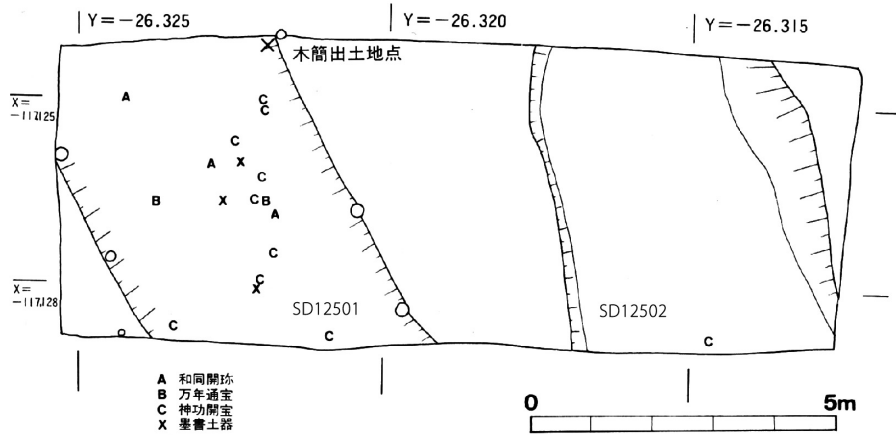 Y=-26.325
Y=-26.320
Y=-26.315
木簡出土地点
X=
-117.125
A
C
C
C
A
X
C
B
X
C
B
A
C
C
X
X=
-117.128
SD12501
SD12502
C
C
C
A 和同開珎
B 万年通宝
C 神功開宝
X 墨書土器
0
5m